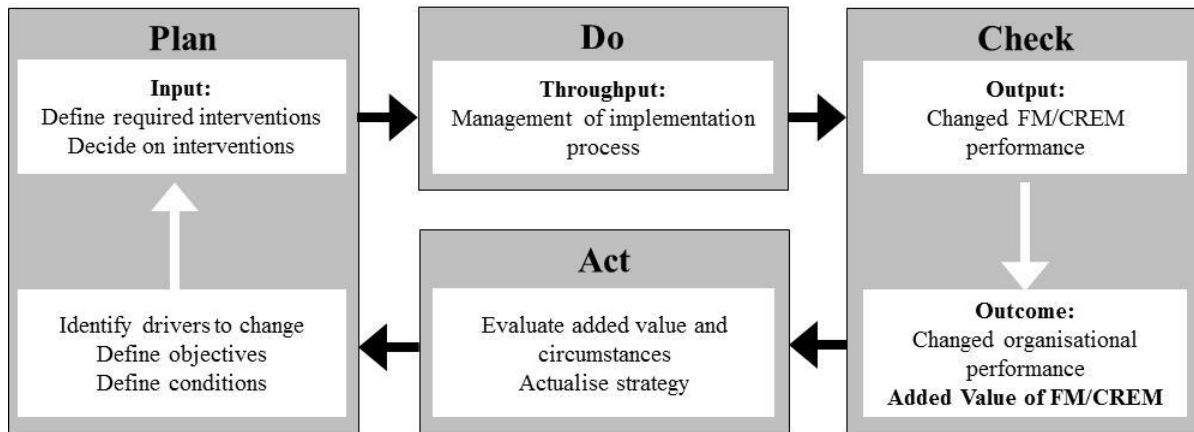 Plan
Input:
Define required interventions
Decide on interventions
Identify drivers to change
Define objectives
Define conditions
Do
Throughput:
Management of implementation
process
Check
Output:
Changed FM/CREM
performance
Outcome:
Changed organisational
performance
Added Value of FM/CREM
Act
Evaluate added value and
circumstances
Actualise strategy